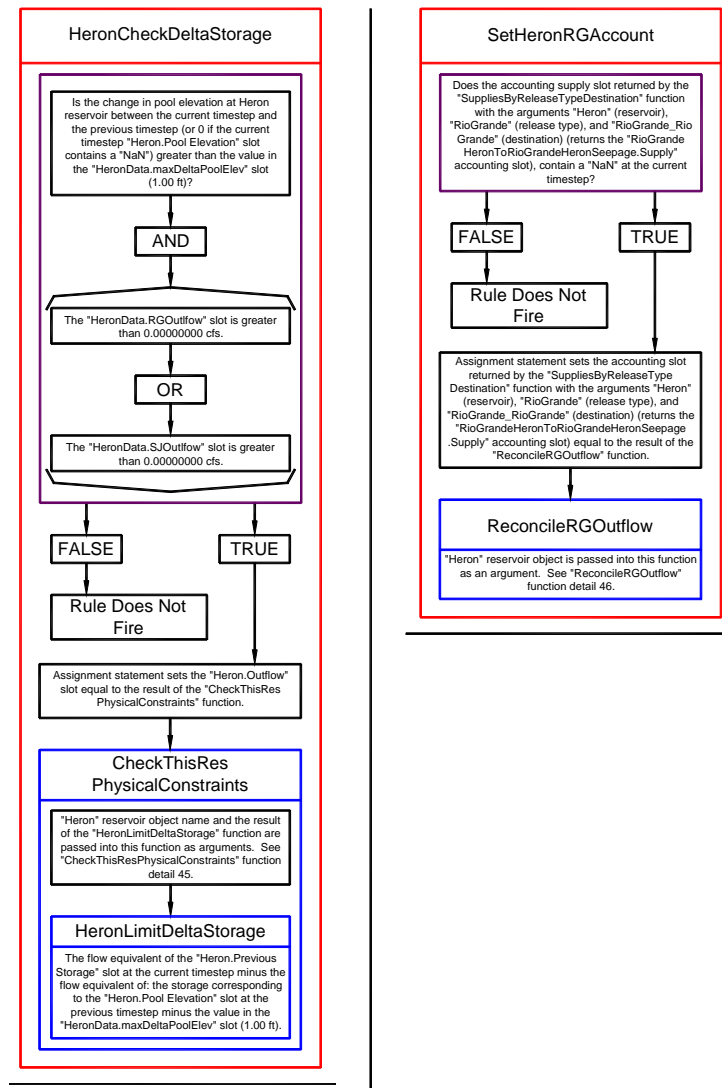 HeronCheckDeltaStorage
Is the change in pool elevation at Heron
reservoir between the current timestep and
the previous timestep (or 0 if the current
timestep "Heron.Pool Elevation" slot
contains a "NaN") greater than the value in
the "HeronData.maxDeltaPoolElev" slot
(1.00 ft)?
AND
The "HeronData.RGOutlfow" slot is greater
than 0.00000000 cfs.
OR
The "HeronData.SJOutlfow" slot is greater
than 0.00000000 cfs.
FALSE
TRUE
Rule Does Not
Fire
Assignment statement sets the "Heron.Outflow"
slot equal to the result of the "CheckThisRes
PhysicalConstraints" function.
CheckThisRes
PhysicalConstraints
"Heron" reservoir object name and the result
of the "HeronLimitDeltaStorage" function are
passed into this function as arguments.  See
"CheckThisResPhysicalConstraints" function
detail 45.
HeronLimitDeltaStorage
The flow equivalent of the "Heron.Previous
Storage" slot at the current timestep minus the
flow equivalent of: the storage corresponding
to the "Heron.Pool Elevation" slot at the
previous timestep minus the value in the
"HeronData.maxDeltaPoolElev" slot (1.00 ft).
SetHeronRGAccount
Does the accounting supply slot returned by the
"SuppliesByReleaseTypeDestination" function
with the arguments "Heron" (reservoir),
"RioGrande" (release type), and "RioGrande_Rio
Grande" (destination) (returns the "RioGrande
HeronToRioGrandeHeronSeepage.Supply"
accounting slot), contain a "NaN" at the current
timestep?
FALSE
TRUE
Rule Does Not
Fire
Assignment statement sets the accounting slot
returned by the "SuppliesByReleaseType
Destination" function with the arguments "Heron"
(reservoir), "RioGrande" (release type), and
"RioGrande_RioGrande" (destination) (returns the
"RioGrandeHeronToRioGrandeHeronSeepage
.Supply" accounting slot) equal to the result of the
"ReconcileRGOutflow" function.
ReconcileRGOutflow
"Heron" reservoir object is passed into this function
as an argument.  See "ReconcileRGOutflow"
function detail 46.